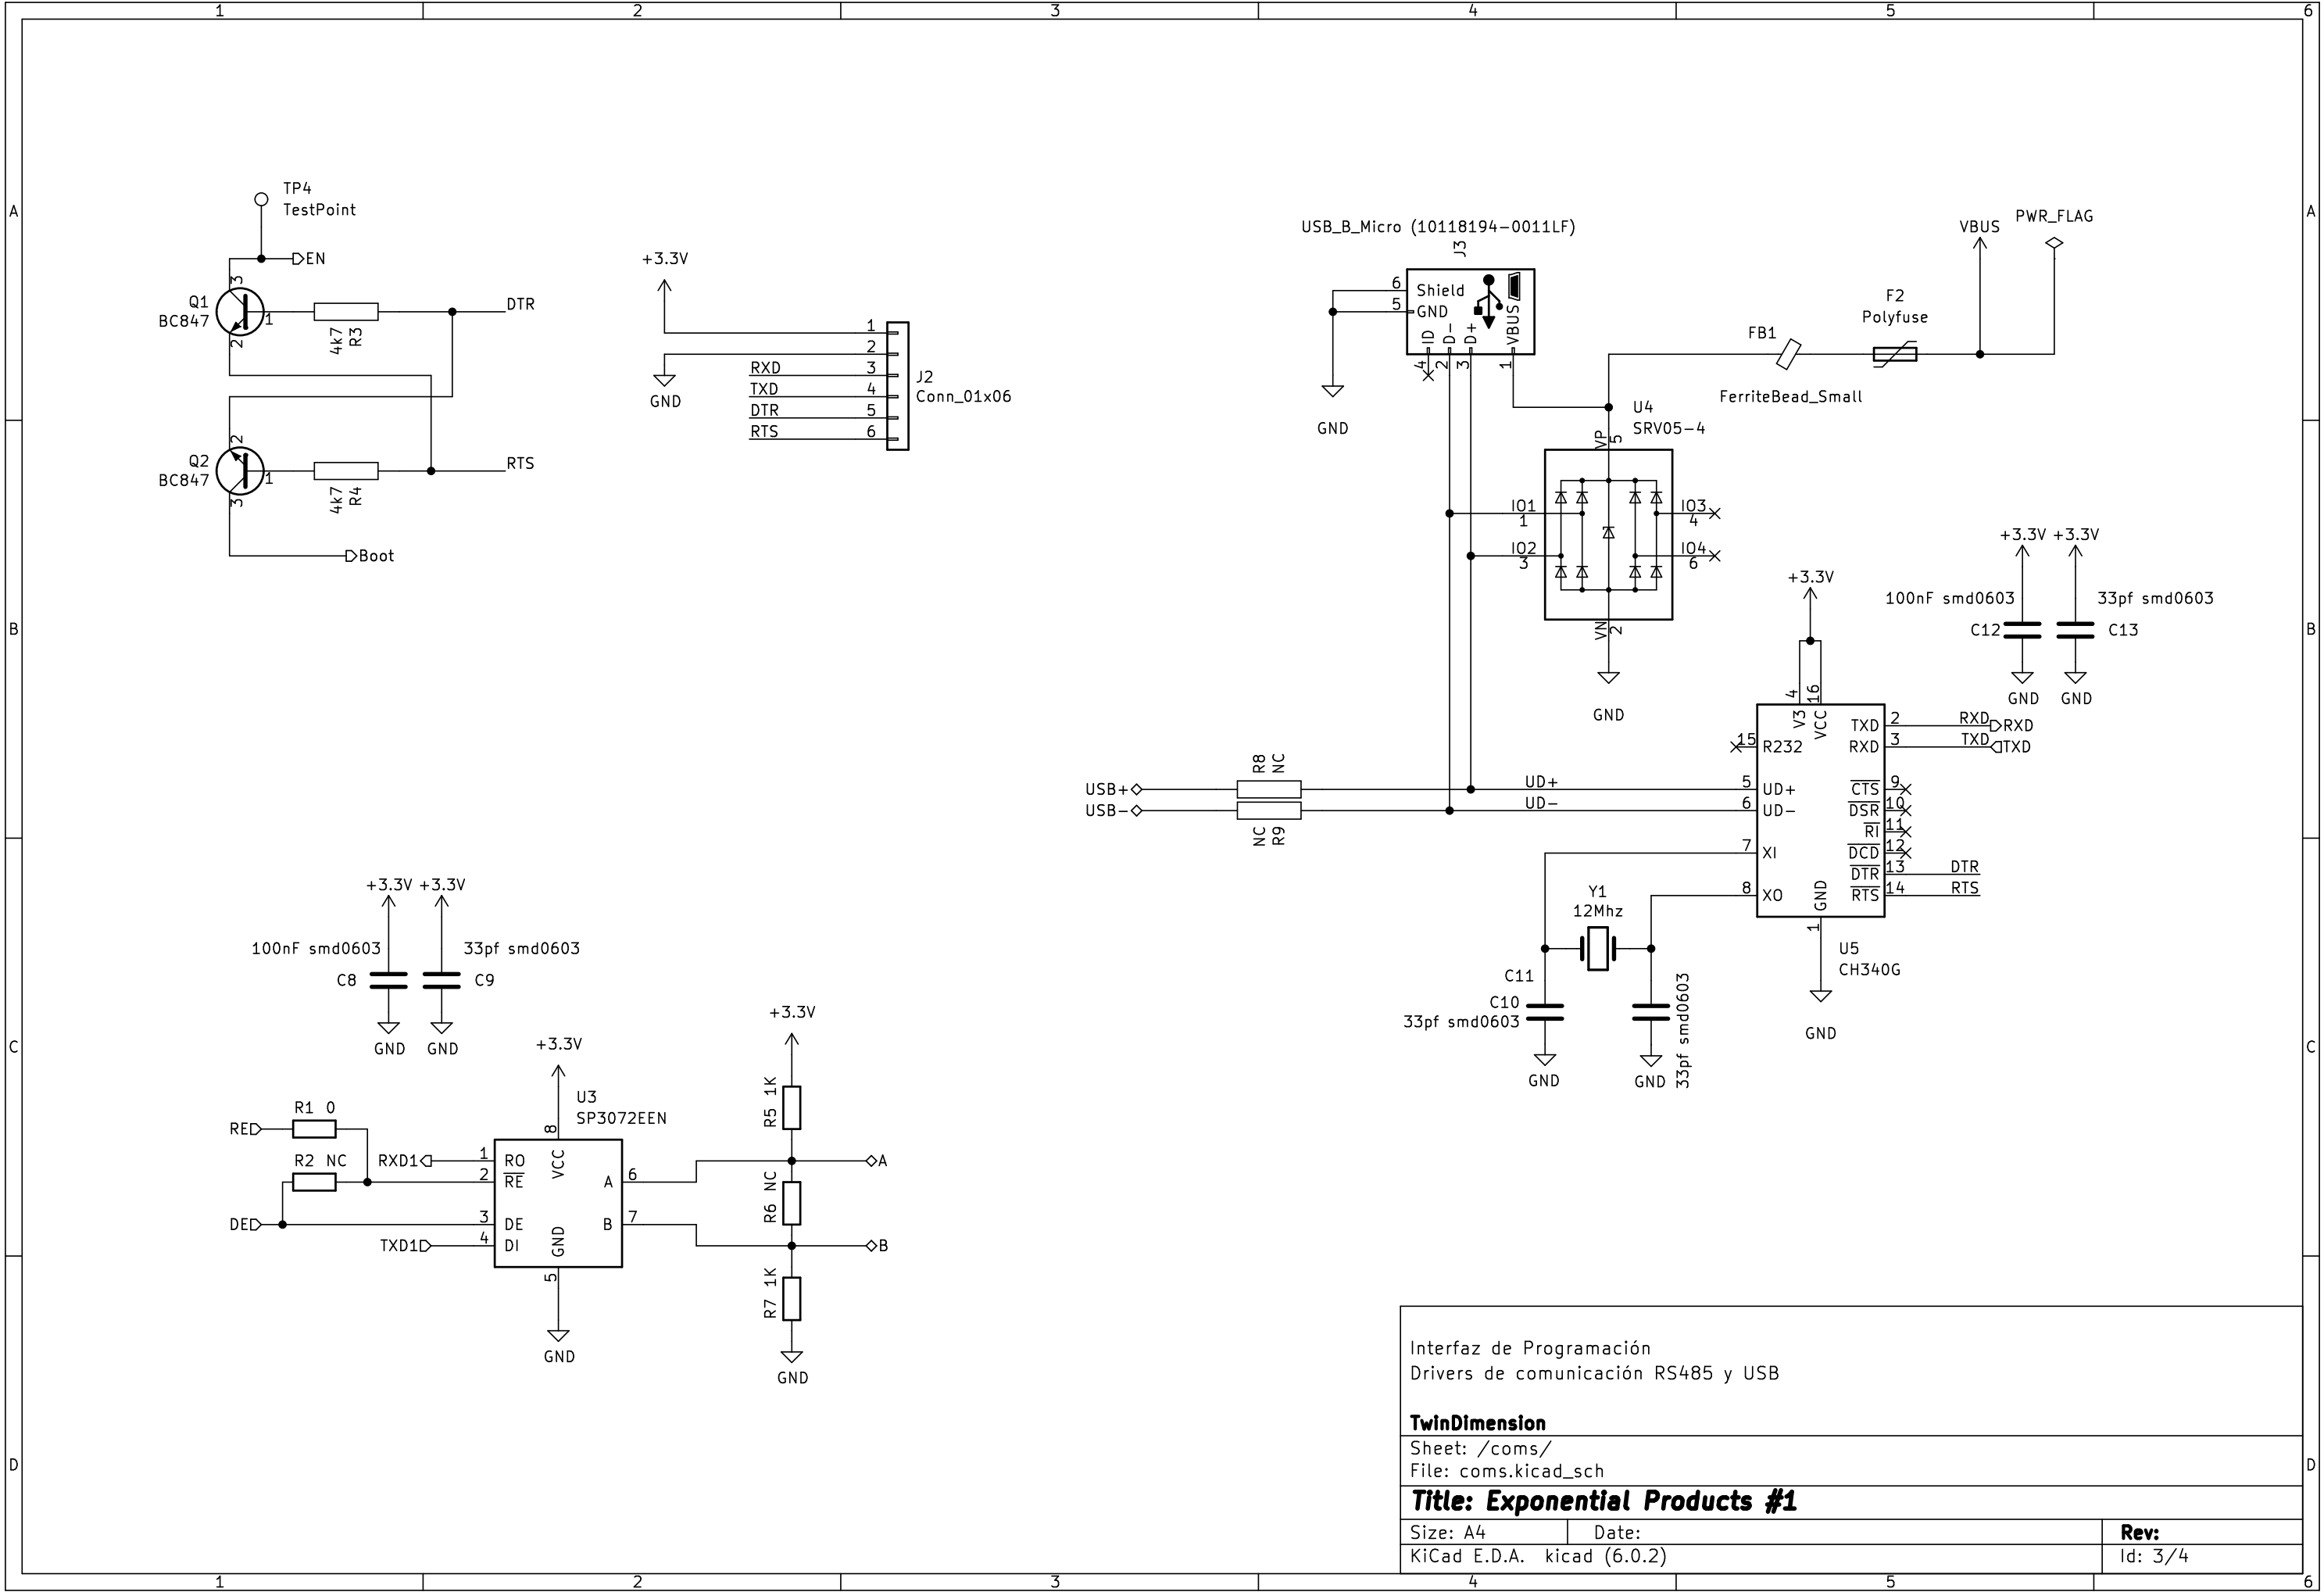 1 2 3 4 5 6
A
A
B
B
C
C
D
D
TP4
TestPoint
EN
3
Q1
BC847
1
2
4k7
R3
DTR
2
Q2
BC847
1
3
4k7
R4
RTS
Boot
+3.3V
GND
1
2
RXD 3
TXD 4
DTR 5
RTS 6
J2
Conn_01x06
USB_B_Micro (10118194-0011LF)
J3
6 Shield
5 GND
ID
D-
D+
VBUS
4
2
3
1
GND
VBUS
PWR_FLAG
F2
Polyfuse
FB1
FerriteBead_Small
U4
SRV05-4
VP
5
IO1
1
IO2
3
IO3
4
IO4
6
VN
2
GND
+3.3V +3.3V
100nF smd0603
33pf smd0603
C12
C13
GND GND
+3.3V
4
16
V3
VCC
15 R232
TXD 2 RXD RXD
RXD 3 TXD TXD
5 UD+
6 UD-
7 XI
8 XO
CTS 9
DSR 10
RI 11
DCD 12
DTR 13 DTR
RTS 14 RTS
GND
1
U5
CH340G
GND
R8
NC
USB+
UD+
USB-
UD-
NC
R9
Y1
12Mhz
C11
C10
33pf smd0603
33pf smd0603
GND
GND
+3.3V +3.3V
100nF smd0603
33pf smd0603
C8
C9
GND GND
+3.3V
U3
SP3072EEN
8
VCC
R1 0
RE
R2 NC
RXD1
1 RO
2 RE
DE
3 DE
TXD1
4 DI
A 6
B 7
GND
5
GND
+3.3V
R5 1K
A
R6 NC
B
R7 1K
GND
Interfaz de Programación
Drivers de comunicación RS485 y USB
TwinDimension
Sheet: /coms/
File: coms.kicad_sch
Title: Exponential Products #1
Size: A4 Date: Rev:
KiCad E.D.A. kicad (6.0.2) Id: 3/4
1 2 3 4 5 6